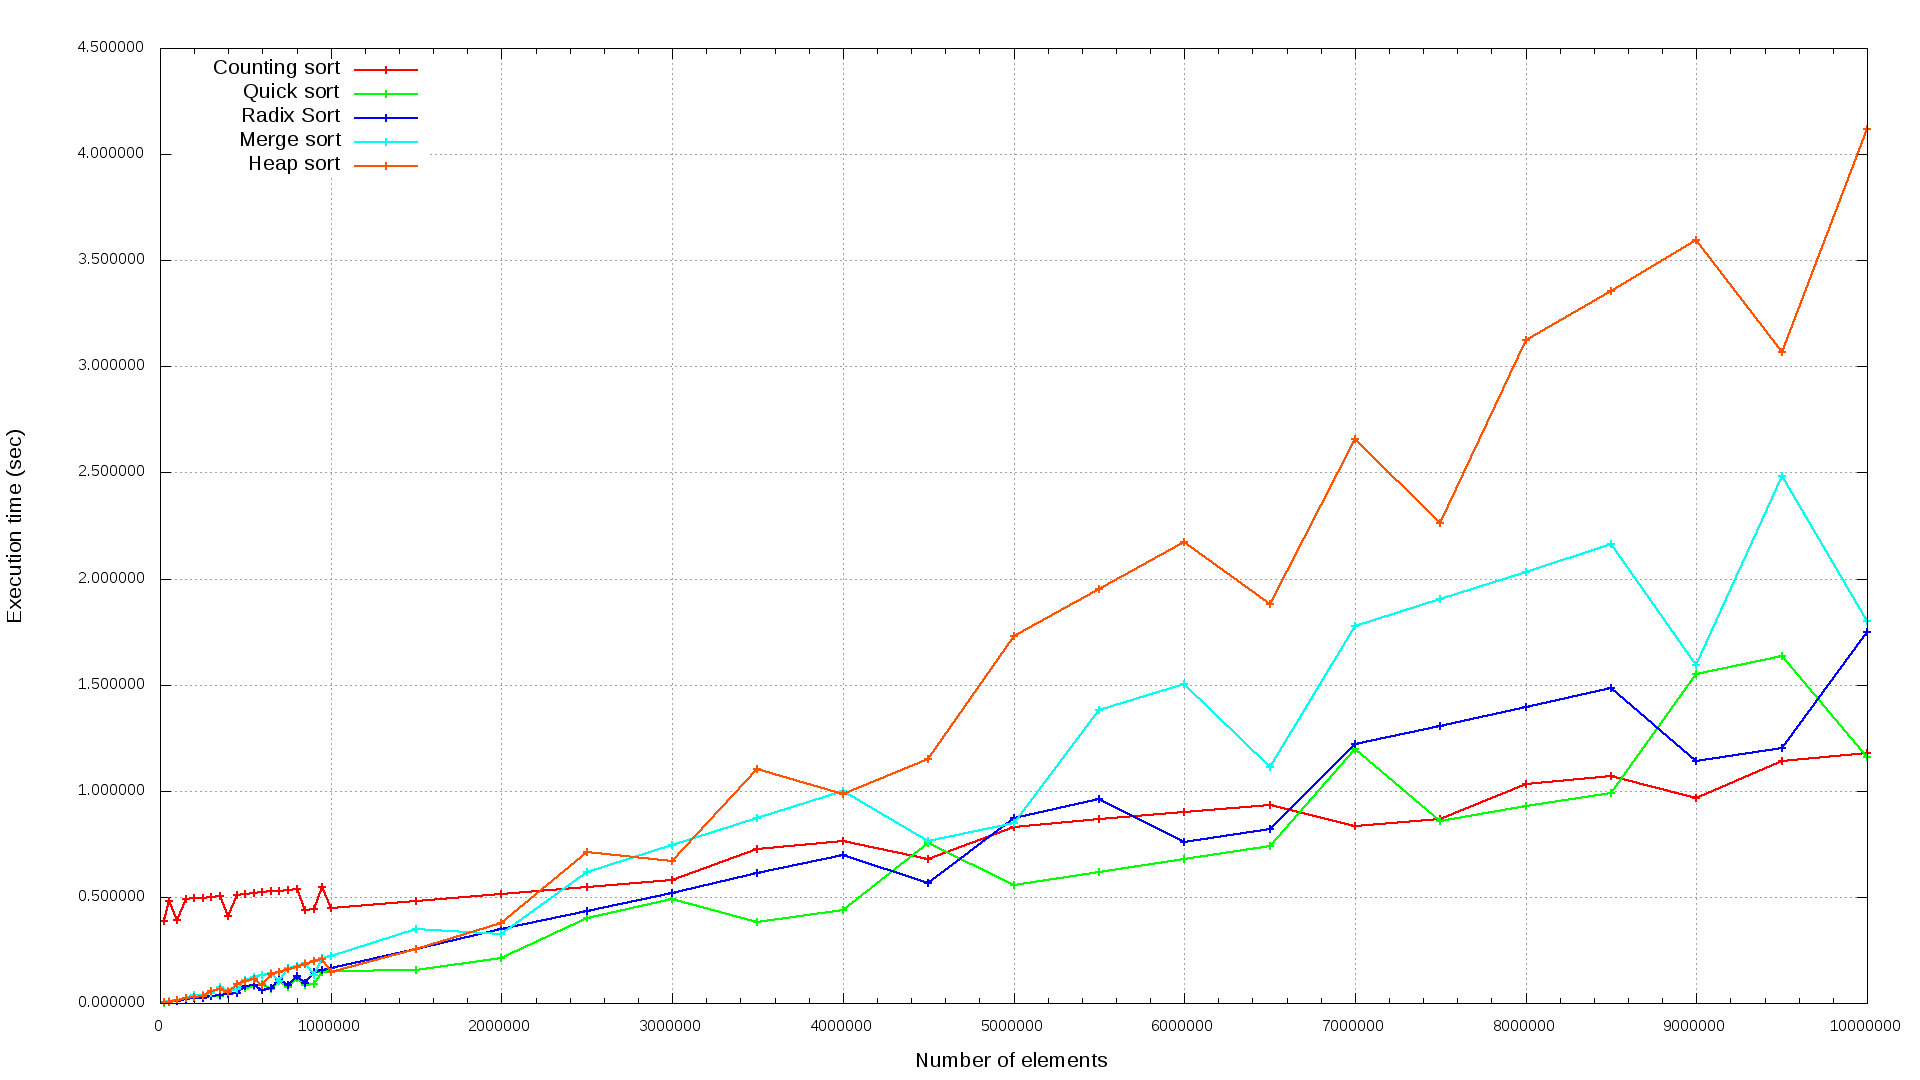 4.500000
4.000000
3.500000
3.000000
2.500000
2.000000
1.500000
1.000000
0.500000
0.000000
Execution time (sec)
Counting sort
Quick sort
Radix Sort
Merge sort
Heap sort
0 1000000 2000000 3000000 4000000 5000000 6000000 7000000 8000000 9000000 10000000
Number of elements